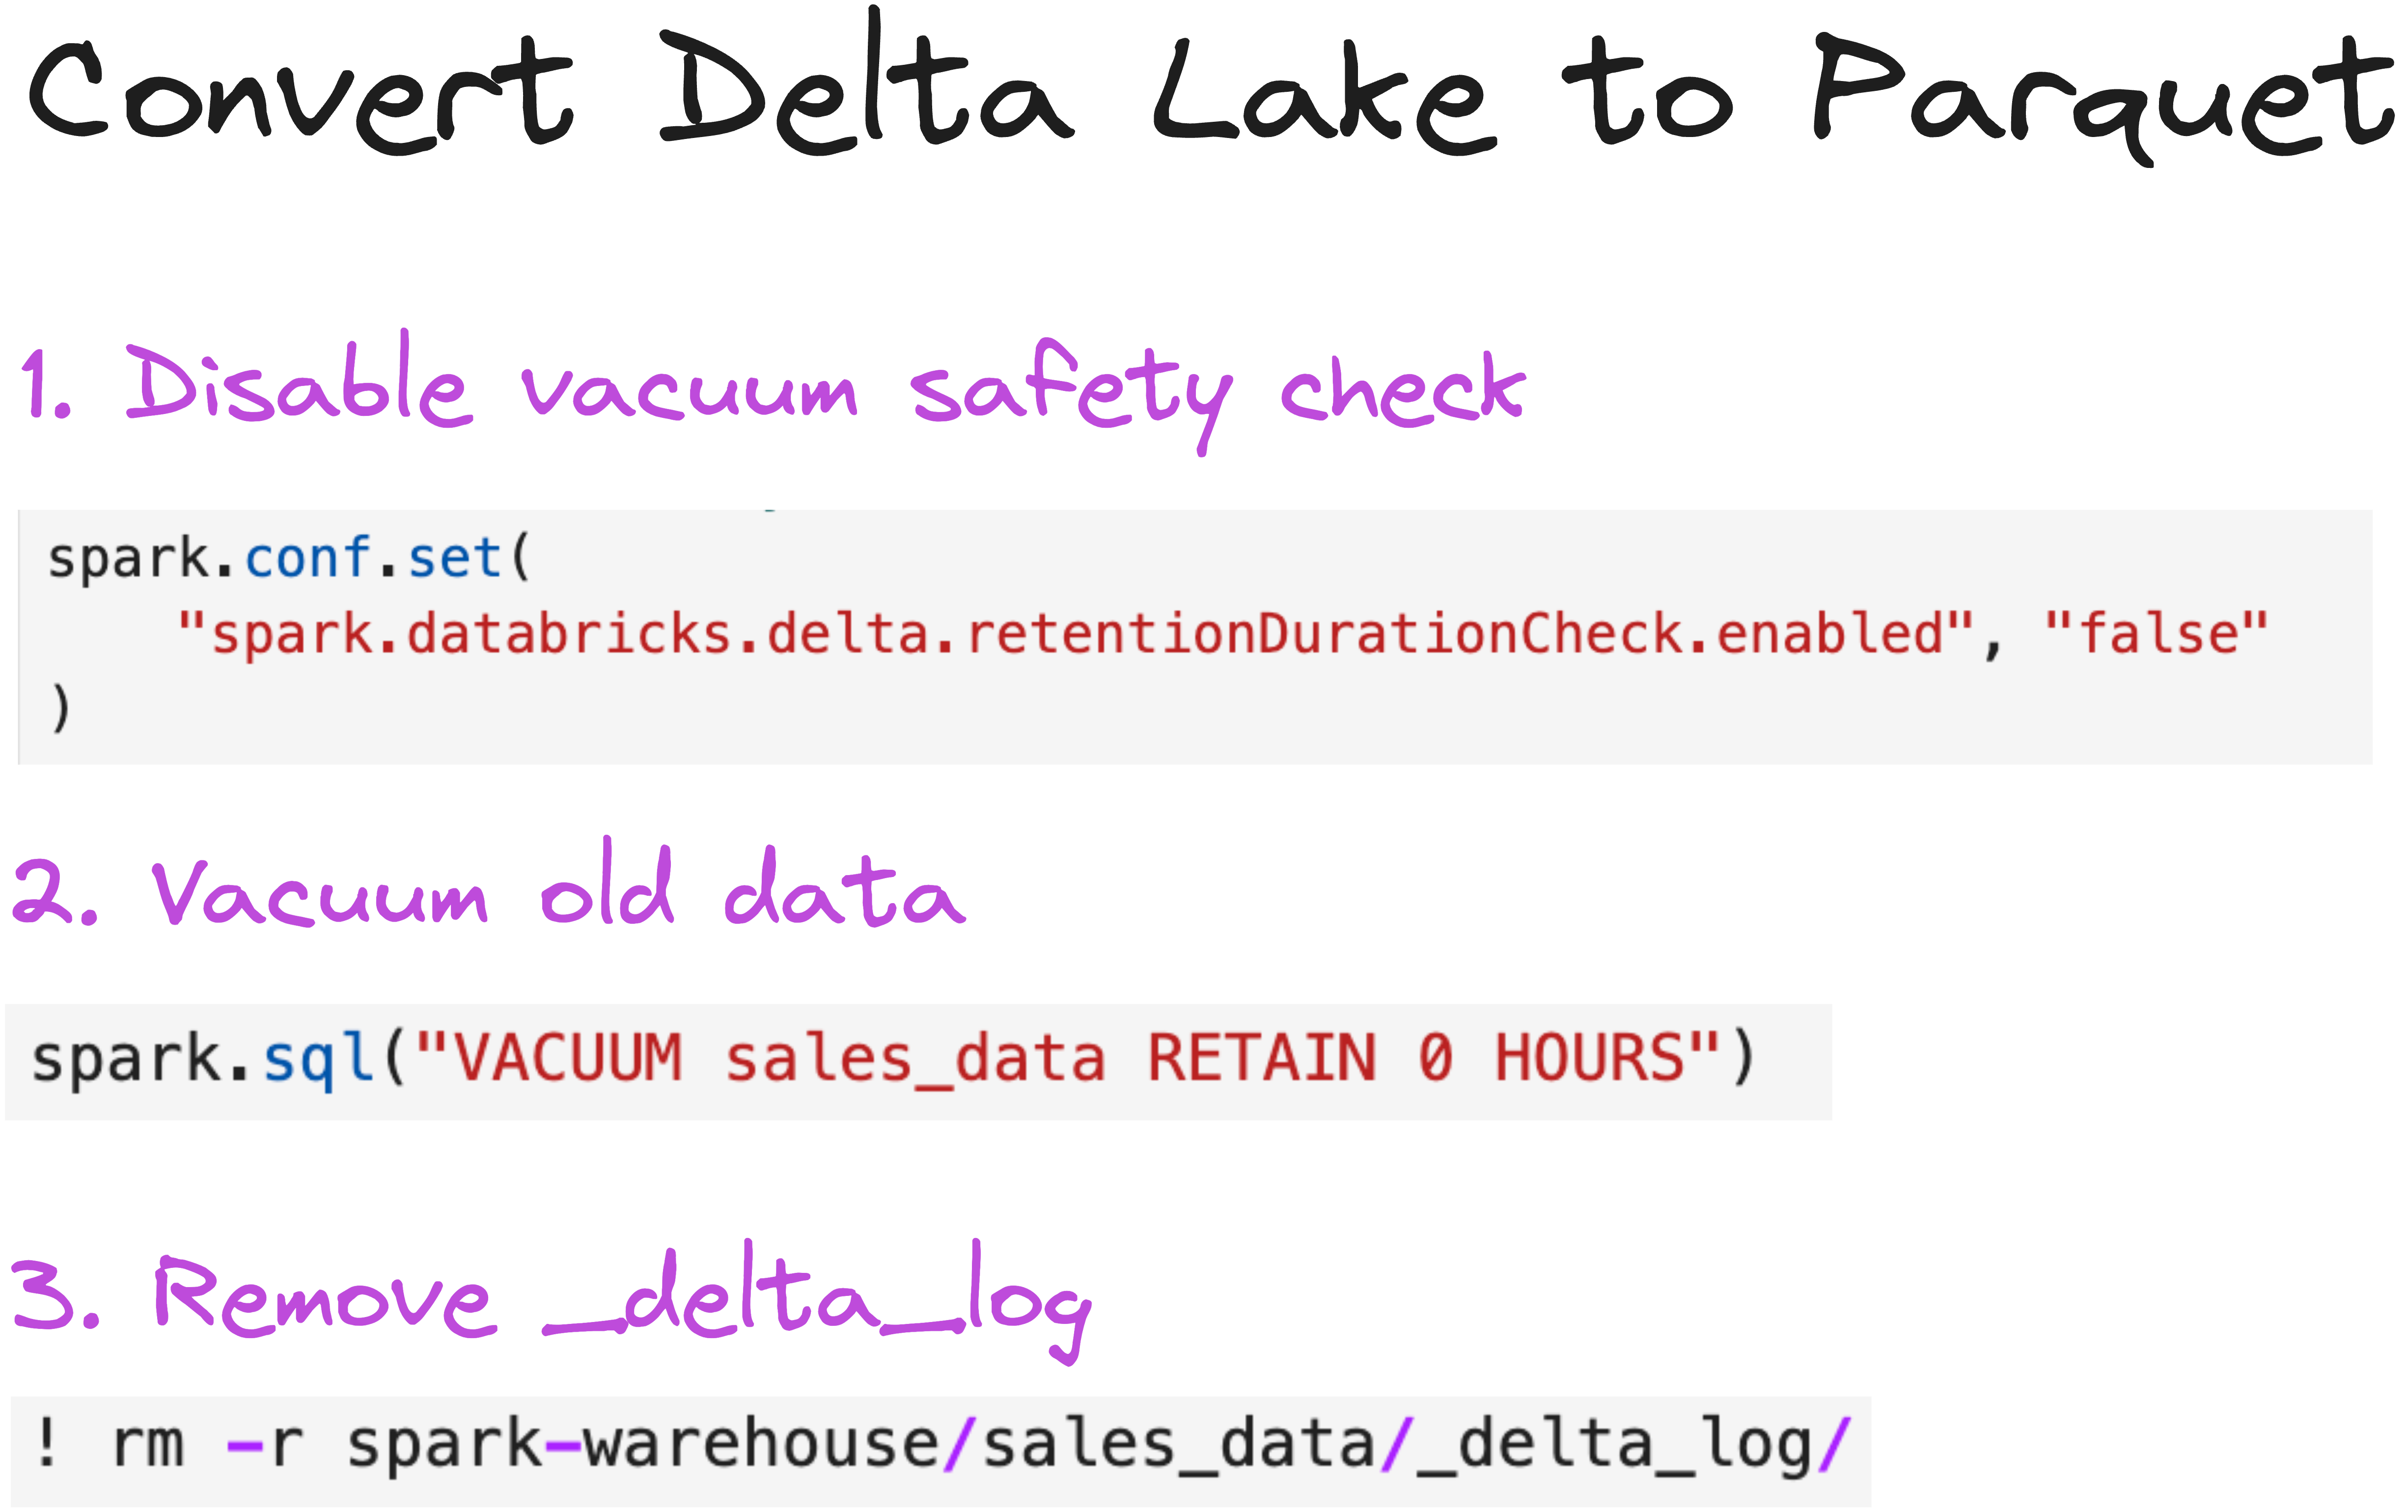 Convert Delta Lake to Parquet
1. Disable vacuum safety check
spark.conf.set(
    "spark.databricks.delta.retentionDurationCheck.enabled", "false"
)
2. Vacuum old data
spark.sql("VACUUM sales_data RETAIN 0 HOURS")
3. Remove _delta_log
! rm -r spark-warehouse/sales_data/_delta_log/